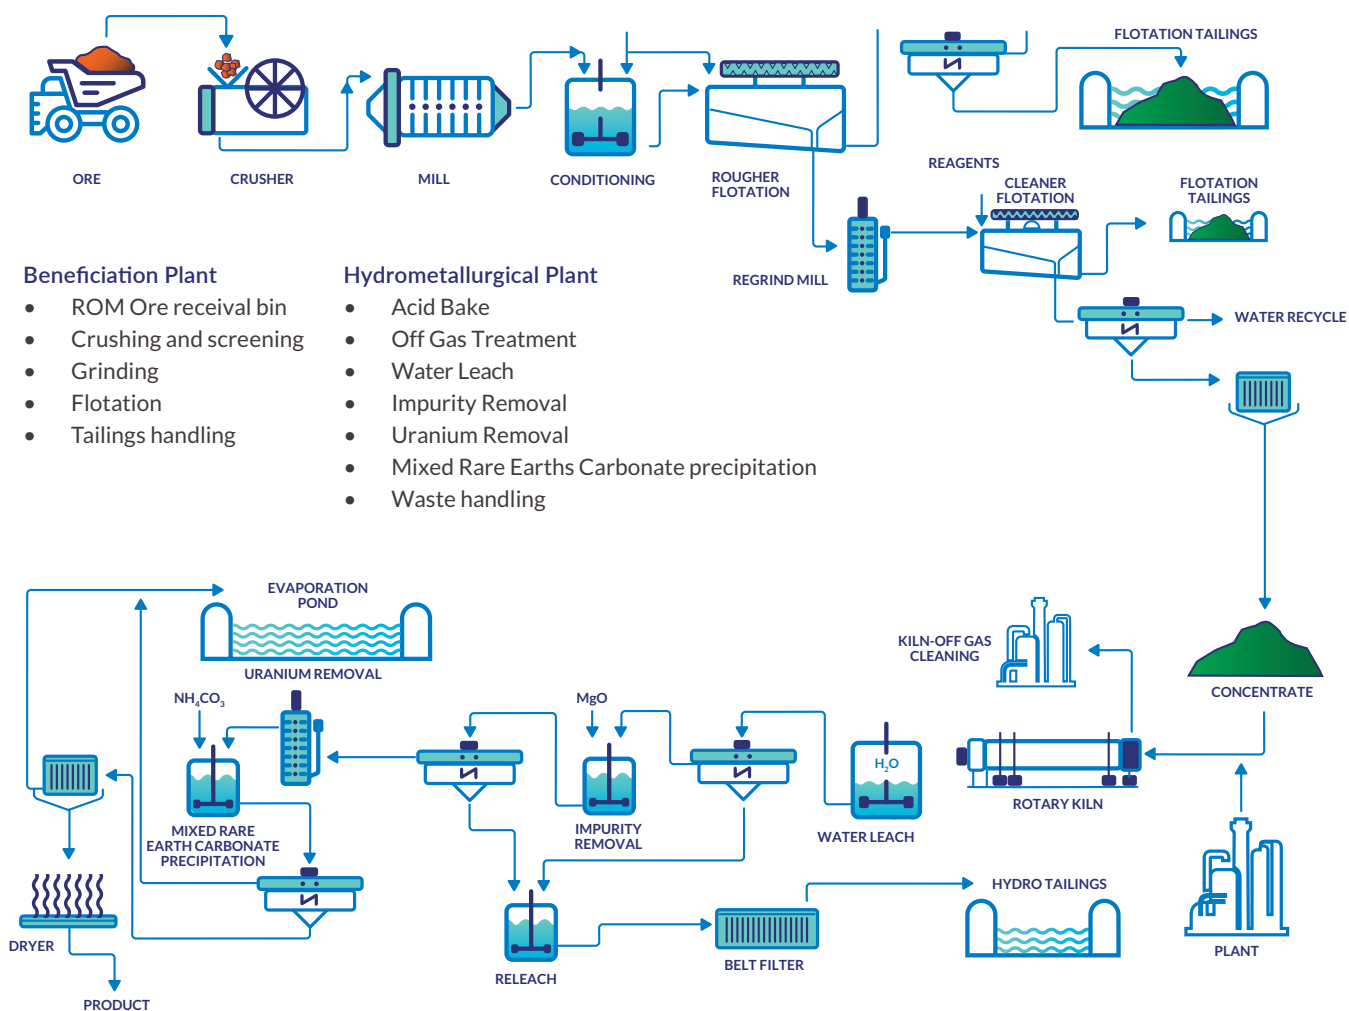 FLOTATION TAILINGS
ORE
CRUSHER
MILL
CONDITIONING
ROUGHER
FLOTATION
REAGENTS
CLEANER
FLOTATION
FLOTATION
TAILINGS
REGRIND MILL
WATER RECYCLE
Beneficiation Plant
• ROM Ore receival bin
• Crushing and screening
• Grinding
• Flotation
• Tailings handling
Hydrometallurgical Plant
• Acid Bake
• Off Gas Treatment
• Water Leach
• Impurity Removal
• Uranium Removal
• Mixed Rare Earths Carbonate precipitation
• Waste handling
EVAPORATION
POND
URANIUM REMOVAL
KILN-OFF GAS
CLEANING
CONCENTRATE
NH₄CO₃
MgO
H₂O
ROTARY KILN
MIXED RARE
EARTH CARBONATE
PRECIPITATION
IMPURITY
REMOVAL
WATER LEACH
HYDRO TAILINGS
DRYER
RELEACH
BELT FILTER
PLANT
PRODUCT